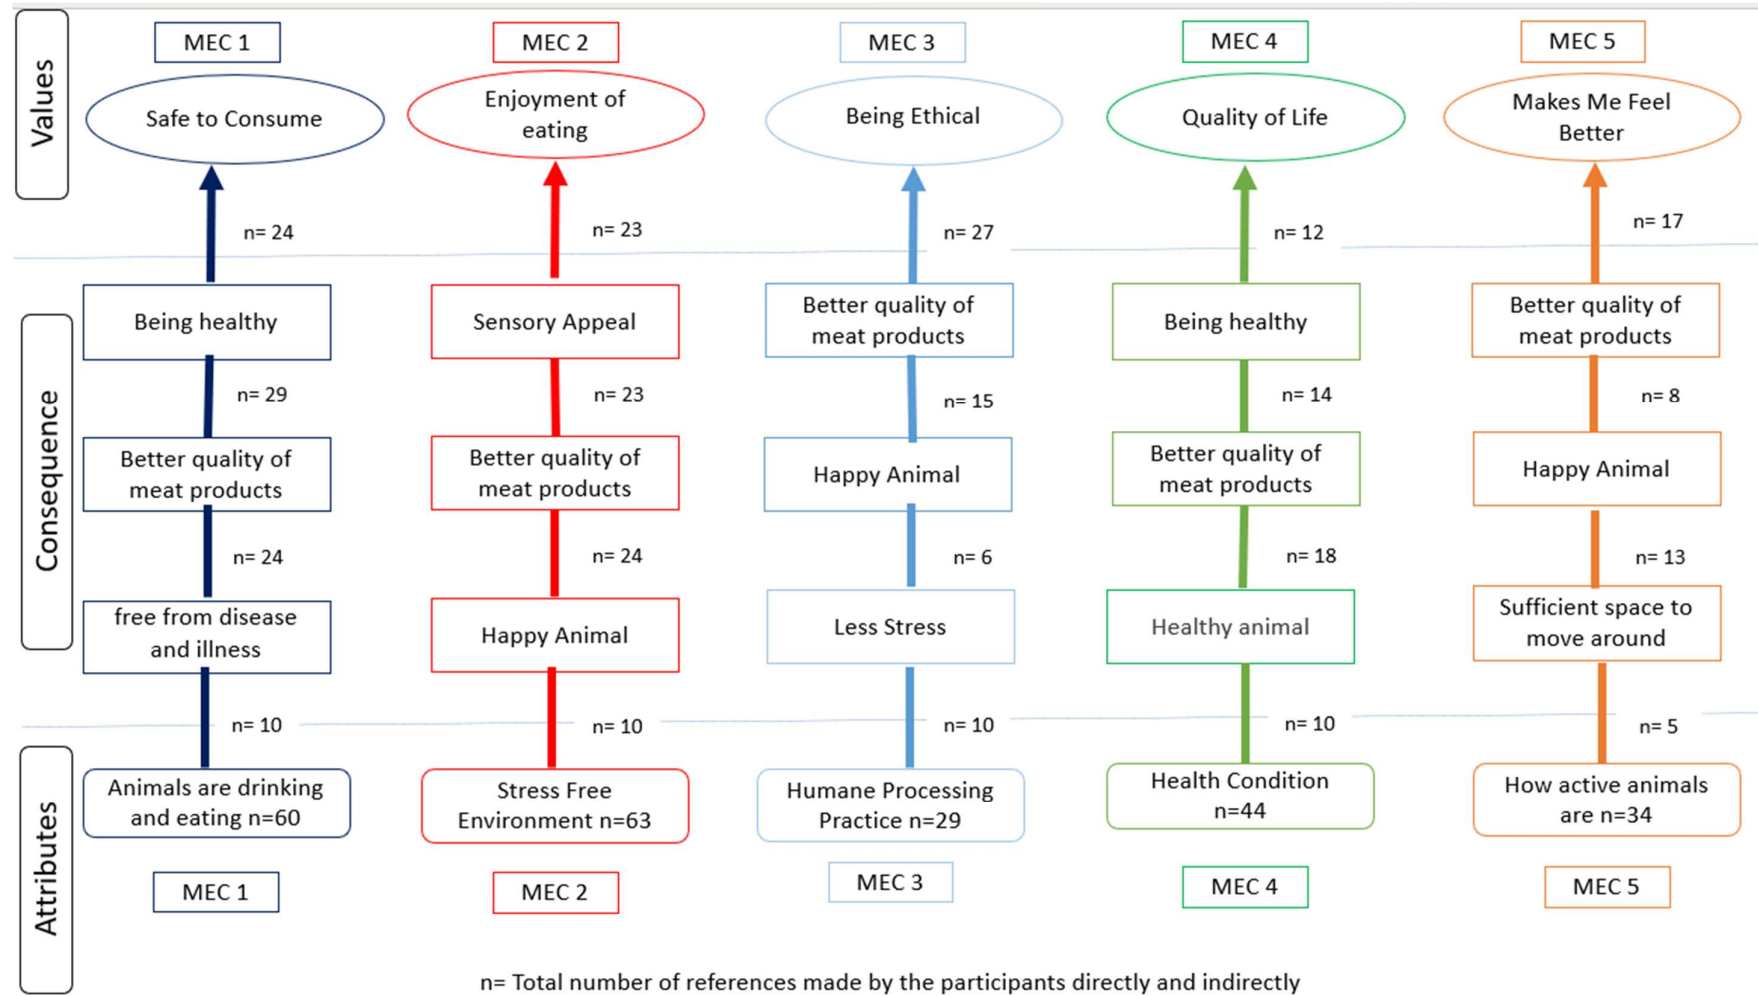 Values
MEC 1
MEC 2
MEC 3
MEC 4
MEC 5
Safe to Consume
Enjoyment of
eating
Being Ethical
Quality of Life
Makes Me Feel
Better
n= 24
n= 23
n= 27
n= 12
n= 17
Consequence
Being healthy
Sensory Appeal
Better quality of
meat products
Being healthy
Better quality of
meat products
n= 29
n= 23
n= 15
n= 14
n= 8
Better quality of
meat products
Better quality of
meat products
Happy Animal
Better quality of
meat products
Happy Animal
n= 24
n= 24
n= 6
n= 18
n= 13
free from disease
and illness
Happy Animal
Less Stress
Healthy animal
Sufficient space to
move around
n= 10
n= 10
n= 10
n= 10
n= 5
Attributes
Animals are drinking
and eating n=60
Stress Free
Environment n=63
Humane Processing
Practice n=29
Health Condition
n=44
How active animals
are n=34
MEC 1
MEC 2
MEC 3
MEC 4
MEC 5
n= Total number of references made by the participants directly and indirectly